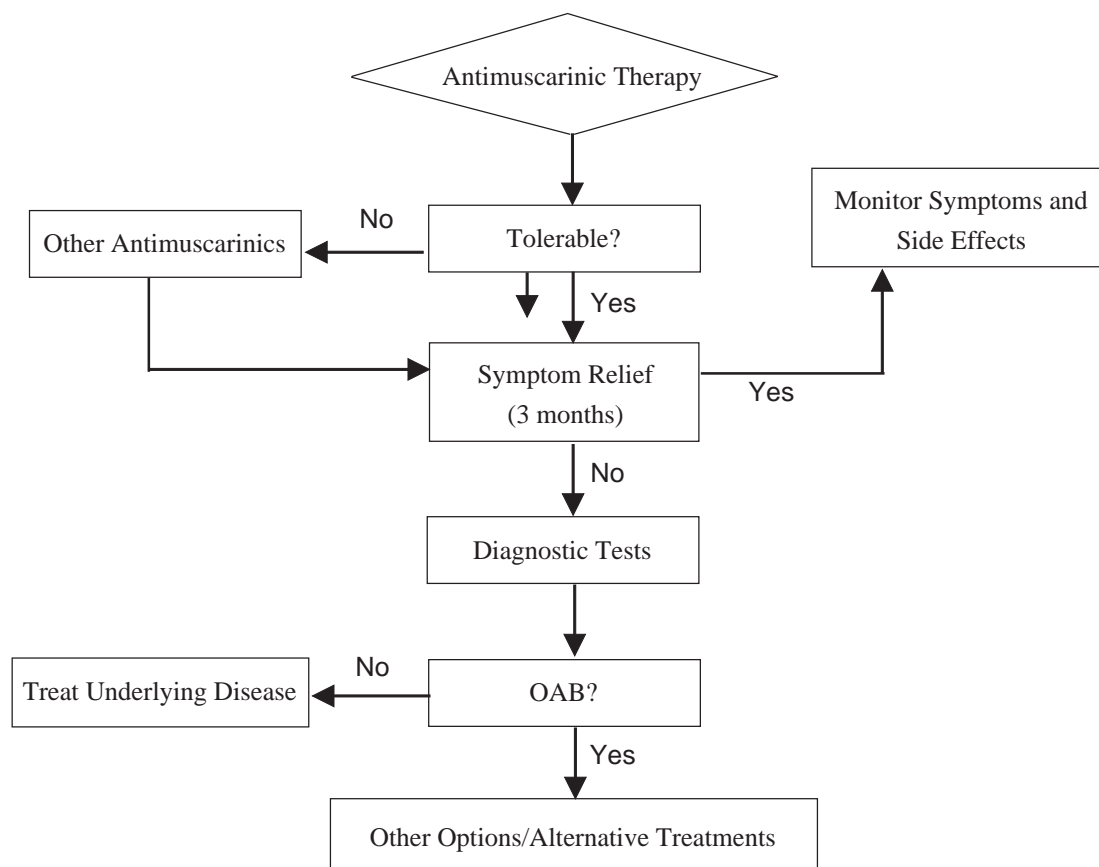 Antimuscarinic Therapy
No
Other Antimuscarinics
Tolerable?
Monitor Symptoms and
Side Effects
Yes
Symptom Relief
(3 months)
Yes
No
Diagnostic Tests
No
Treat Underlying Disease
OAB?
Yes
Other Options/Alternative Treatments